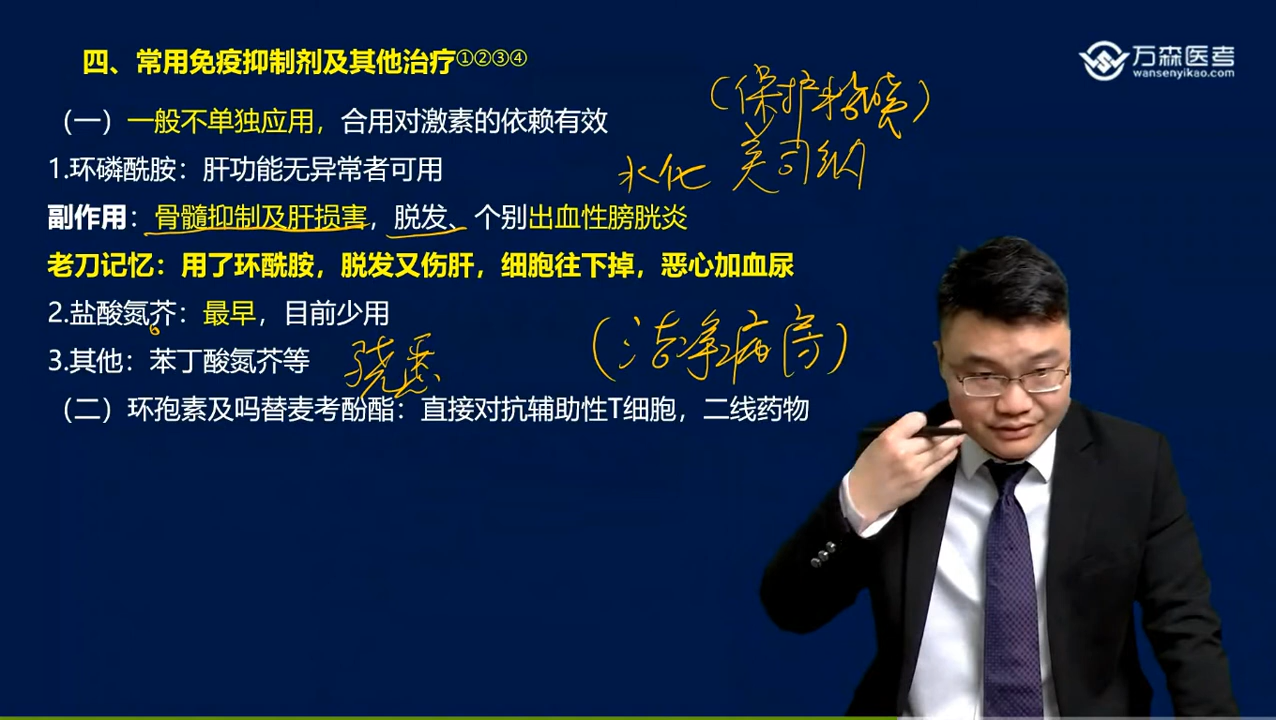 四、常用免疫抑制剂及其他治疗①②③④
万森医考
wansenyikao.com
(保护粘膜)
（一）一般不单独应用，合用对激素的依赖有效
水化 美司钠
1.环磷酰胺：肝功能无异常者可用
副作用：骨髓抑制及肝损害，脱发、个别出血性膀胱炎
老刀记忆：用了环酰胺，脱发又伤肝，细胞往下掉，恶心加血尿
2.盐酸氮芥：最早，目前少用
(洁净病房)
3.其他：苯丁酸氮芥等
（二）环孢素及吗替麦考酚酯：直接对抗辅助性T细胞，二线药物